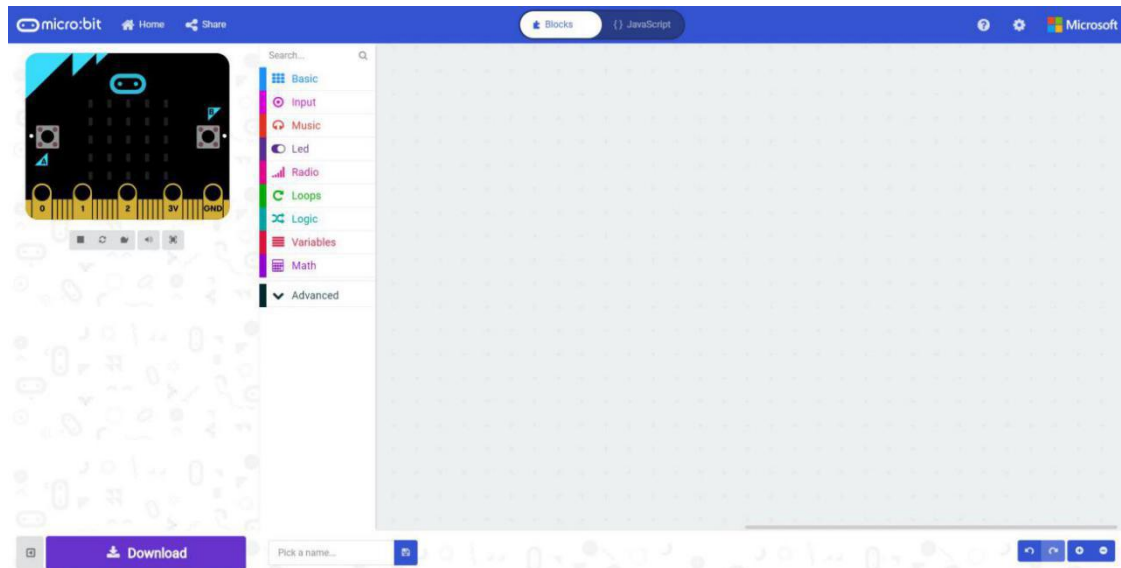 micro:bit Home Share Blocks {} JavaScript Microsoft
Search...
Basic
Input
Music
Led
Radio
Loops
Logic
Variables
Math
Advanced
B
A
0 1 2 3V GND
Download
Pick a name...